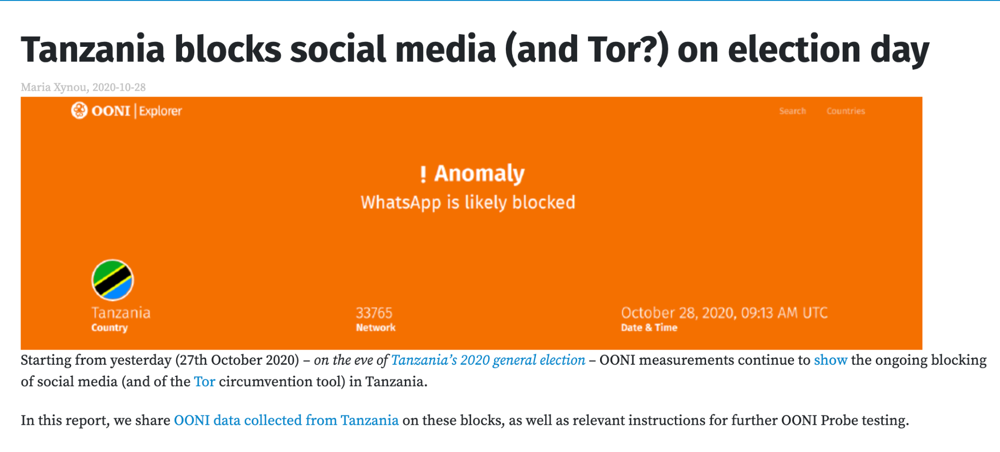 Tanzania blocks social media (and Tor?) on election day
Maria Xynou, 2020-10-28
OONI | Explorer
Search Countries
! Anomaly
WhatsApp is likely blocked
Tanzania
Country
33765
Network
October 28, 2020, 09:13 AM UTC
Date & Time
Starting from yesterday (27th October 2020) – on the eve of Tanzania’s 2020 general election – OONI measurements continue to show the ongoing blocking
of social media (and of the Tor circumvention tool) in Tanzania.
In this report, we share OONI data collected from Tanzania on these blocks, as well as relevant instructions for further OONI Probe testing.